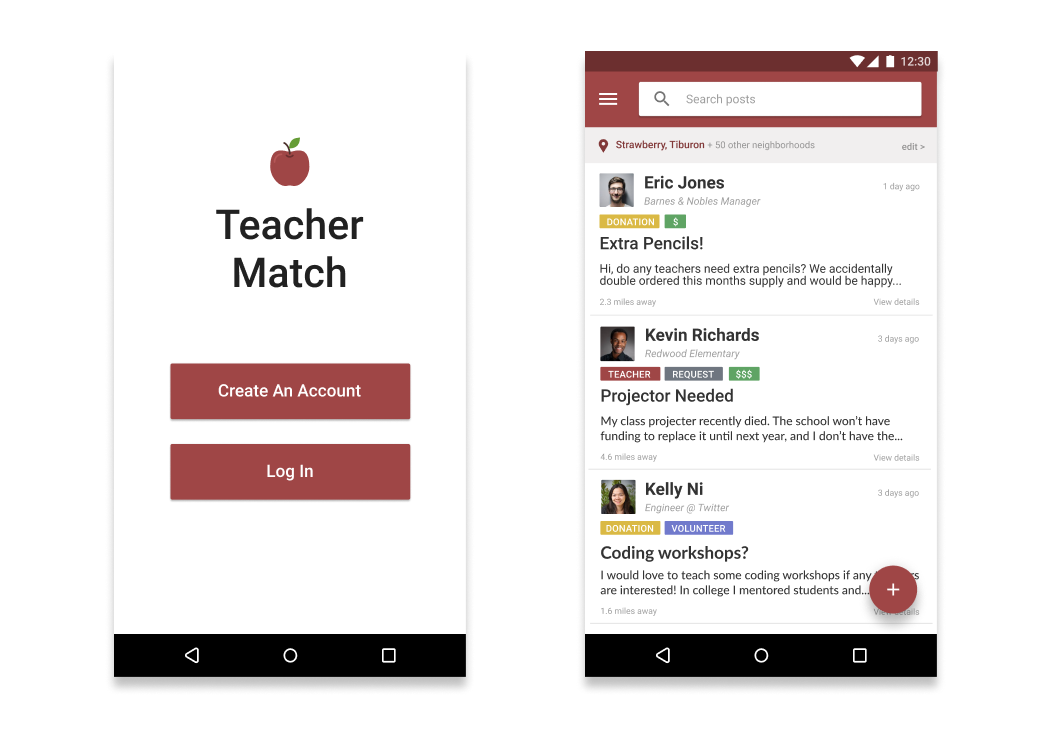 Teacher
Match
Create An Account
Log In
12:30
Search posts
Strawberry, Tiburon + 50 other neighborhoods
edit >
Eric Jones
1 day ago
Barnes & Nobles Manager
DONATION $
Extra Pencils!
Hi, do any teachers need extra pencils? We accidentally
double ordered this months supply and would be happy...
2.3 miles away
View details
Kevin Richards
3 days ago
Redwood Elementary
TEACHER REQUEST $$$
Projector Needed
My class projecter recently died. The school won't have
funding to replace it until next year, and I don't have the...
4.6 miles away
View details
Kelly Ni
3 days ago
Engineer @ Twitter
DONATION VOLUNTEER
Coding workshops?
I would love to teach some coding workshops if any
are interested! In college I mentored students and...
1.6 miles away
View details